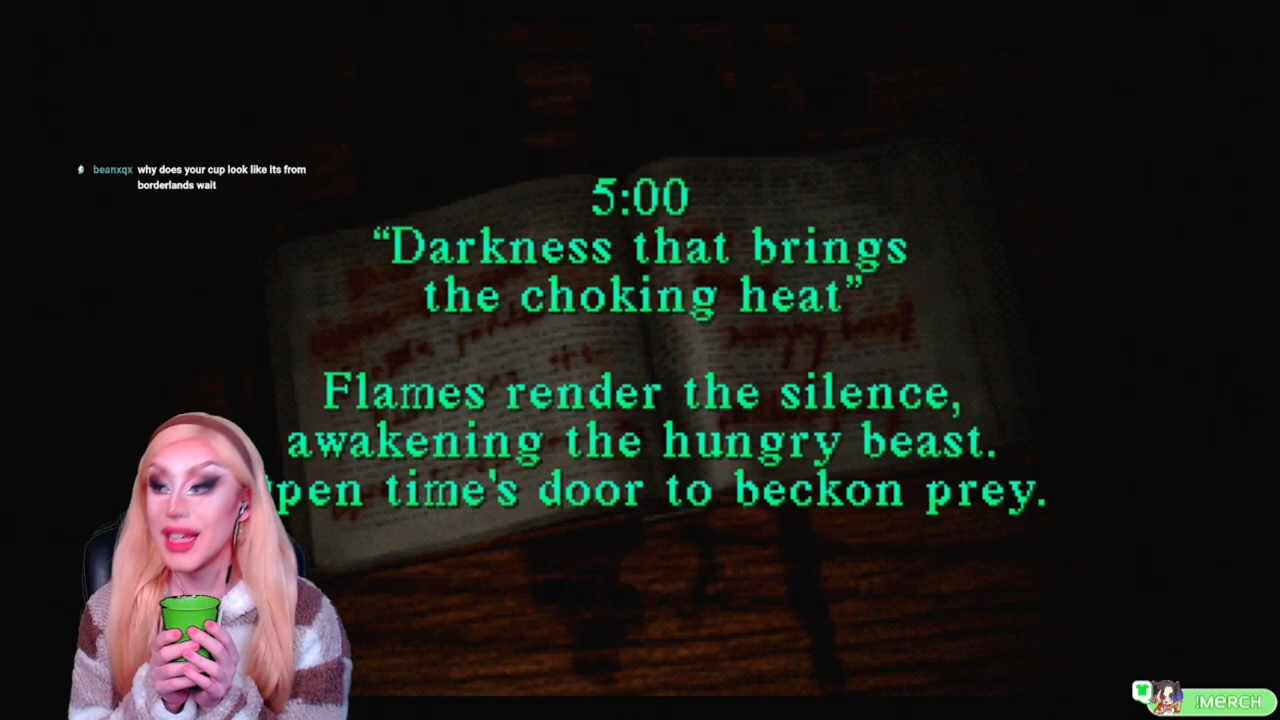 beanxqx why does your cup look like its from
borderlands wait
5:00
“Darkness that brings
the choking heat”
Flames render the silence,
awakening the hungry beast.
pen time's door to beckon prey.
!MERCH